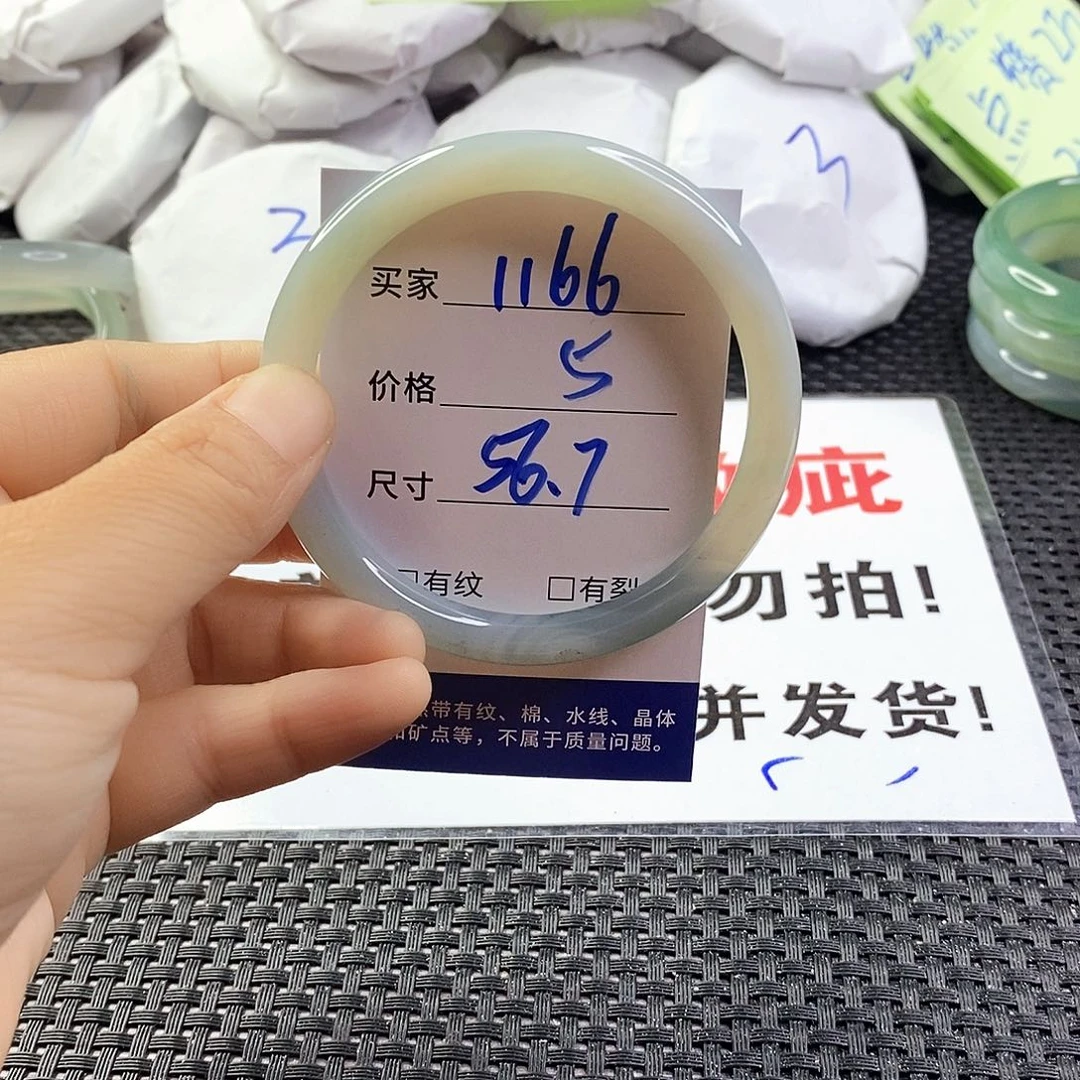 2
3
点赞
买家 1166
价格 5
尺寸 56.7
□有纹 □有裂
疵
勿拍!
带有纹、棉、水线、晶体
矿点等，不属于质量问题。
并发货!